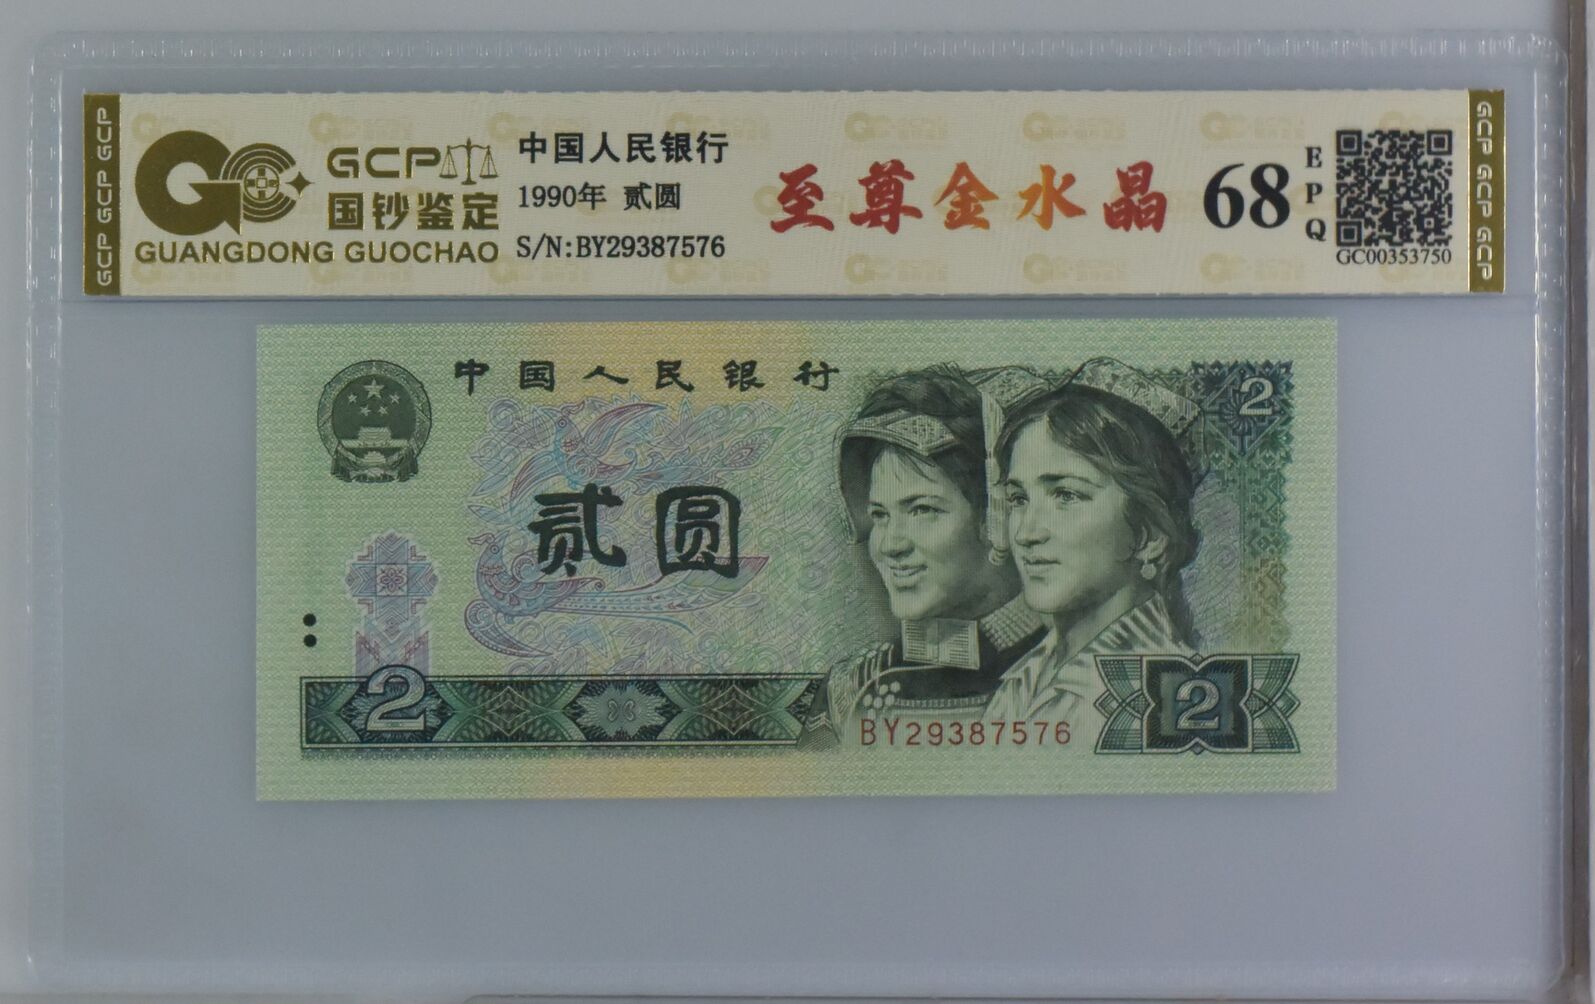 GCP GCP GCP
GCP
国钞鉴定
GUANGDONG GUOCHAO
中国人民银行
1990年 贰圆
S/N:BY29387576
至尊金水晶
68
EPQ
GC00353750
GCP GCP GCP
中国人民银行
2
贰圆
2
BY29387576
2